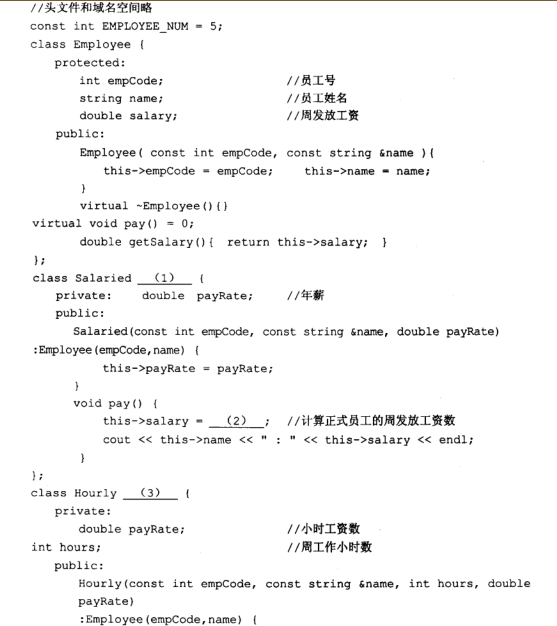 //头文件和域名空间略
const int EMPLOYEE_NUM = 5;
class Employee {
protected:
int empCode; //员工号
string name; //员工姓名
double salary; //周发放工资
public:
Employee( const int empCode, const string &name ){
this->empCode = empCode; this->name = name;
}
virtual ~Employee(){}
virtual void pay() = 0;
double getSalary(){ return this->salary; }
};
class Salaried (1) {
private: double payRate; //年薪
public:
Salaried(const int empCode, const string &name, double payRate)
:Employee(empCode,name) {
this->payRate = payRate;
}
void pay() {
this->salary = (2) ; //计算正式员工的周发放工资数
cout << this->name << " : " << this->salary << endl;
}
};
class Hourly (3) {
private:
double payRate; //小时工资数
int hours; //周工作小时数
public:
Hourly(const int empCode, const string &name, int hours, double
payRate)
:Employee(empCode,name) {